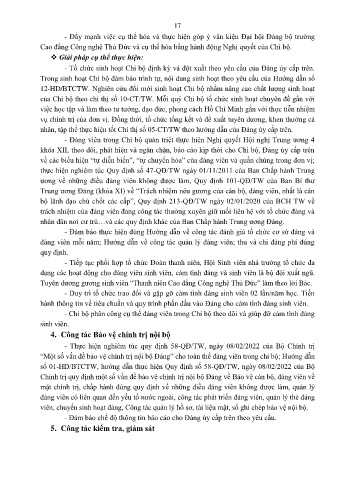 17
- Đẩy mạnh việc cụ thể hóa và thực hiện góp ý văn kiện Đại hội Đảng bộ trường
Cao đẳng Công nghệ Thủ Đức và cụ thể hóa bằng hành động Nghị quyết của Chi bộ.
❖ Giải pháp cụ thể thực hiện:
- Tổ chức sinh hoạt Chi bộ định kỳ và đột xuất theo yêu cầu của Đảng ủy cấp trên.
Trong sinh hoạt Chi bộ đảm bảo trình tự, nội dung sinh hoạt theo yêu cầu của Hướng dẫn số
12-HD/BTCTW. Nghiên cứu đổi mới sinh hoạt Chi bộ nhằm nâng cao chất lượng sinh hoạt
của Chi bộ theo chỉ thị số 10-CT/TW. Mỗi quý Chi bộ tổ chức sinh hoạt chuyên đề gắn với
việc học tập và làm theo tư tưởng, đạo đức, phong cách Hồ Chí Minh gắn với thực tiễn nhiệm
vụ chính trị của đơn vị. Đồng thời, tổ chức tổng kết và đề xuất tuyên dương, khen thưởng cá
nhân, tập thể thực hiện tốt Chỉ thị số 05-CT/TW theo hướng dẫn của Đảng ủy cấp trên.
- Đảng viên trong Chi bộ quán triệt thực hiên Nghị quyết Hội nghị Trung ương 4
khóa XII, theo dõi, phát hiện và ngăn chặn, báo cáo kịp thời cho Chi bộ, Đảng ủy cấp trên
về các biểu hiện “tự diễn biến”, “tự chuyển hóa” của đảng viên và quần chúng trong đơn vị;
thực hiện nghiêm túc Quy định số 47-QĐ/TW ngày 01/11/2011 của Ban Chấp hành Trung
ương về những điều đảng viên không được làm, Quy định 101-QĐ/TW của Ban Bí thư
Trung ương Đảng (khóa XI) về “Trách nhiệm nêu gương của cán bộ, đảng viên, nhất là cán
bộ lãnh đạo chủ chốt các cấp”, Quy định 213-QĐ/TW ngày 02/01/2020 của BCH TW về
trách nhiệm của đảng viên đang công tác thường xuyên giữ mối liên hệ với tổ chức đảng và
nhân dân nơi cư trú…và các quy định khác của Ban Chấp hành Trung ương Đảng.
- Đảm bảo thực hiện đúng Hướng dẫn về công tác đánh giá tổ chức cơ sở đảng và
đảng viên mỗi năm; Hướng dẫn về công tác quản lý đảng viên; thu và chi đảng phí đúng
quy định.
- Tiếp tục phối hợp tổ chức Đoàn thanh niên, Hội Sinh viên nhà trường tổ chức đa
dạng các hoạt động cho đảng viên sinh viên, cảm tình đảng và sinh viên là bộ đội xuất ngũ.
Tuyên dương gương sinh viên “Thanh niên Cao đẳng Công nghệ Thủ Đức” làm theo lời Bác.
- Duy trì tổ chức trao đổi và gặp gỡ cảm tình đảng sinh viên 02 lần/năm học. Tiến
hành thông tin về tiêu chuẩn và quy trình phấn đấu vào Đảng cho cảm tình đảng sinh viên.
- Chi bộ phân công cụ thể đảng viên trong Chi bộ theo dõi và giúp đỡ cảm tình đảng
sinh viên.
4. Công tác Bảo vệ chính trị nội bộ
- Thực hiện nghiêm túc quy định 58-QĐ/TW, ngày 08/02/2022 của Bộ Chính trị
“Một số vấn đề bảo vệ chính trị nội bộ Đảng” cho toàn thể đảng viên trong chi bộ; Hướng dẫn
số 01-HD/BTCTW, hướng dẫn thực hiện Quy định số 58-QĐ/TW, ngày 08/02/2022 của Bộ
Chính trị quy định một số vấn đề bảo vệ chính trị nội bộ Đảng về Bảo vệ cán bộ, đảng viên về
mặt chính trị, chấp hành đúng quy định về những điều đảng viên không được làm, quản lý
đảng viên có liên quan đến yếu tố nước ngoài, công tác phát triển đảng viên, quản lý thẻ đảng
viên, chuyển sinh hoạt đảng, Công tác quản lý hồ sơ, tài liệu mật, sổ ghi chép bảo vệ nội bộ.
- Đảm bảo chế độ thông tin báo cáo cho Đảng ủy cấp trên theo yêu cầu.
5. Công tác kiểm tra, giám sát